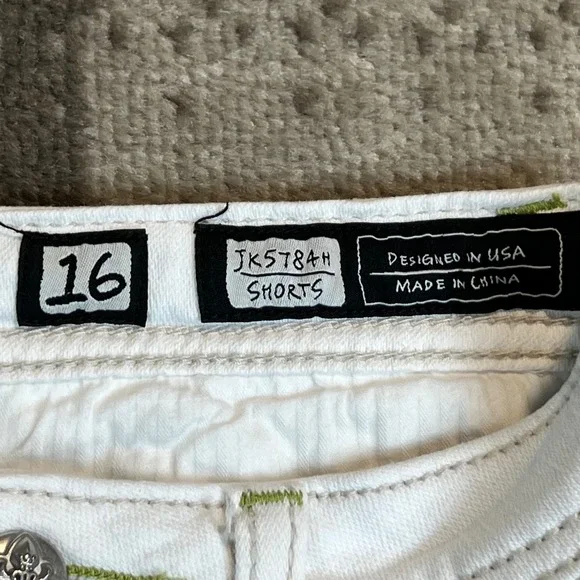 16
JK5784H
SHORTS
DESIGNED IN USA
MADE IN CHINA